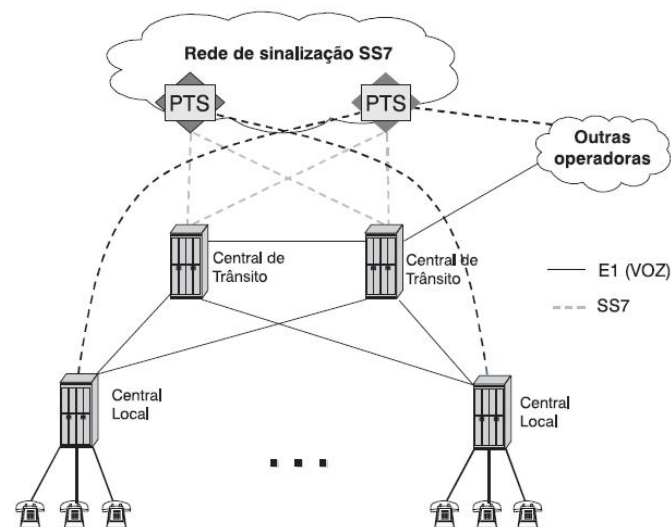 Rede de sinalização SS7
PTS
PTS
Outras
operadoras
Central de
Trânsito
Central de
Trânsito
E1 (VOZ)
SS7
Central
Local
Central
Local